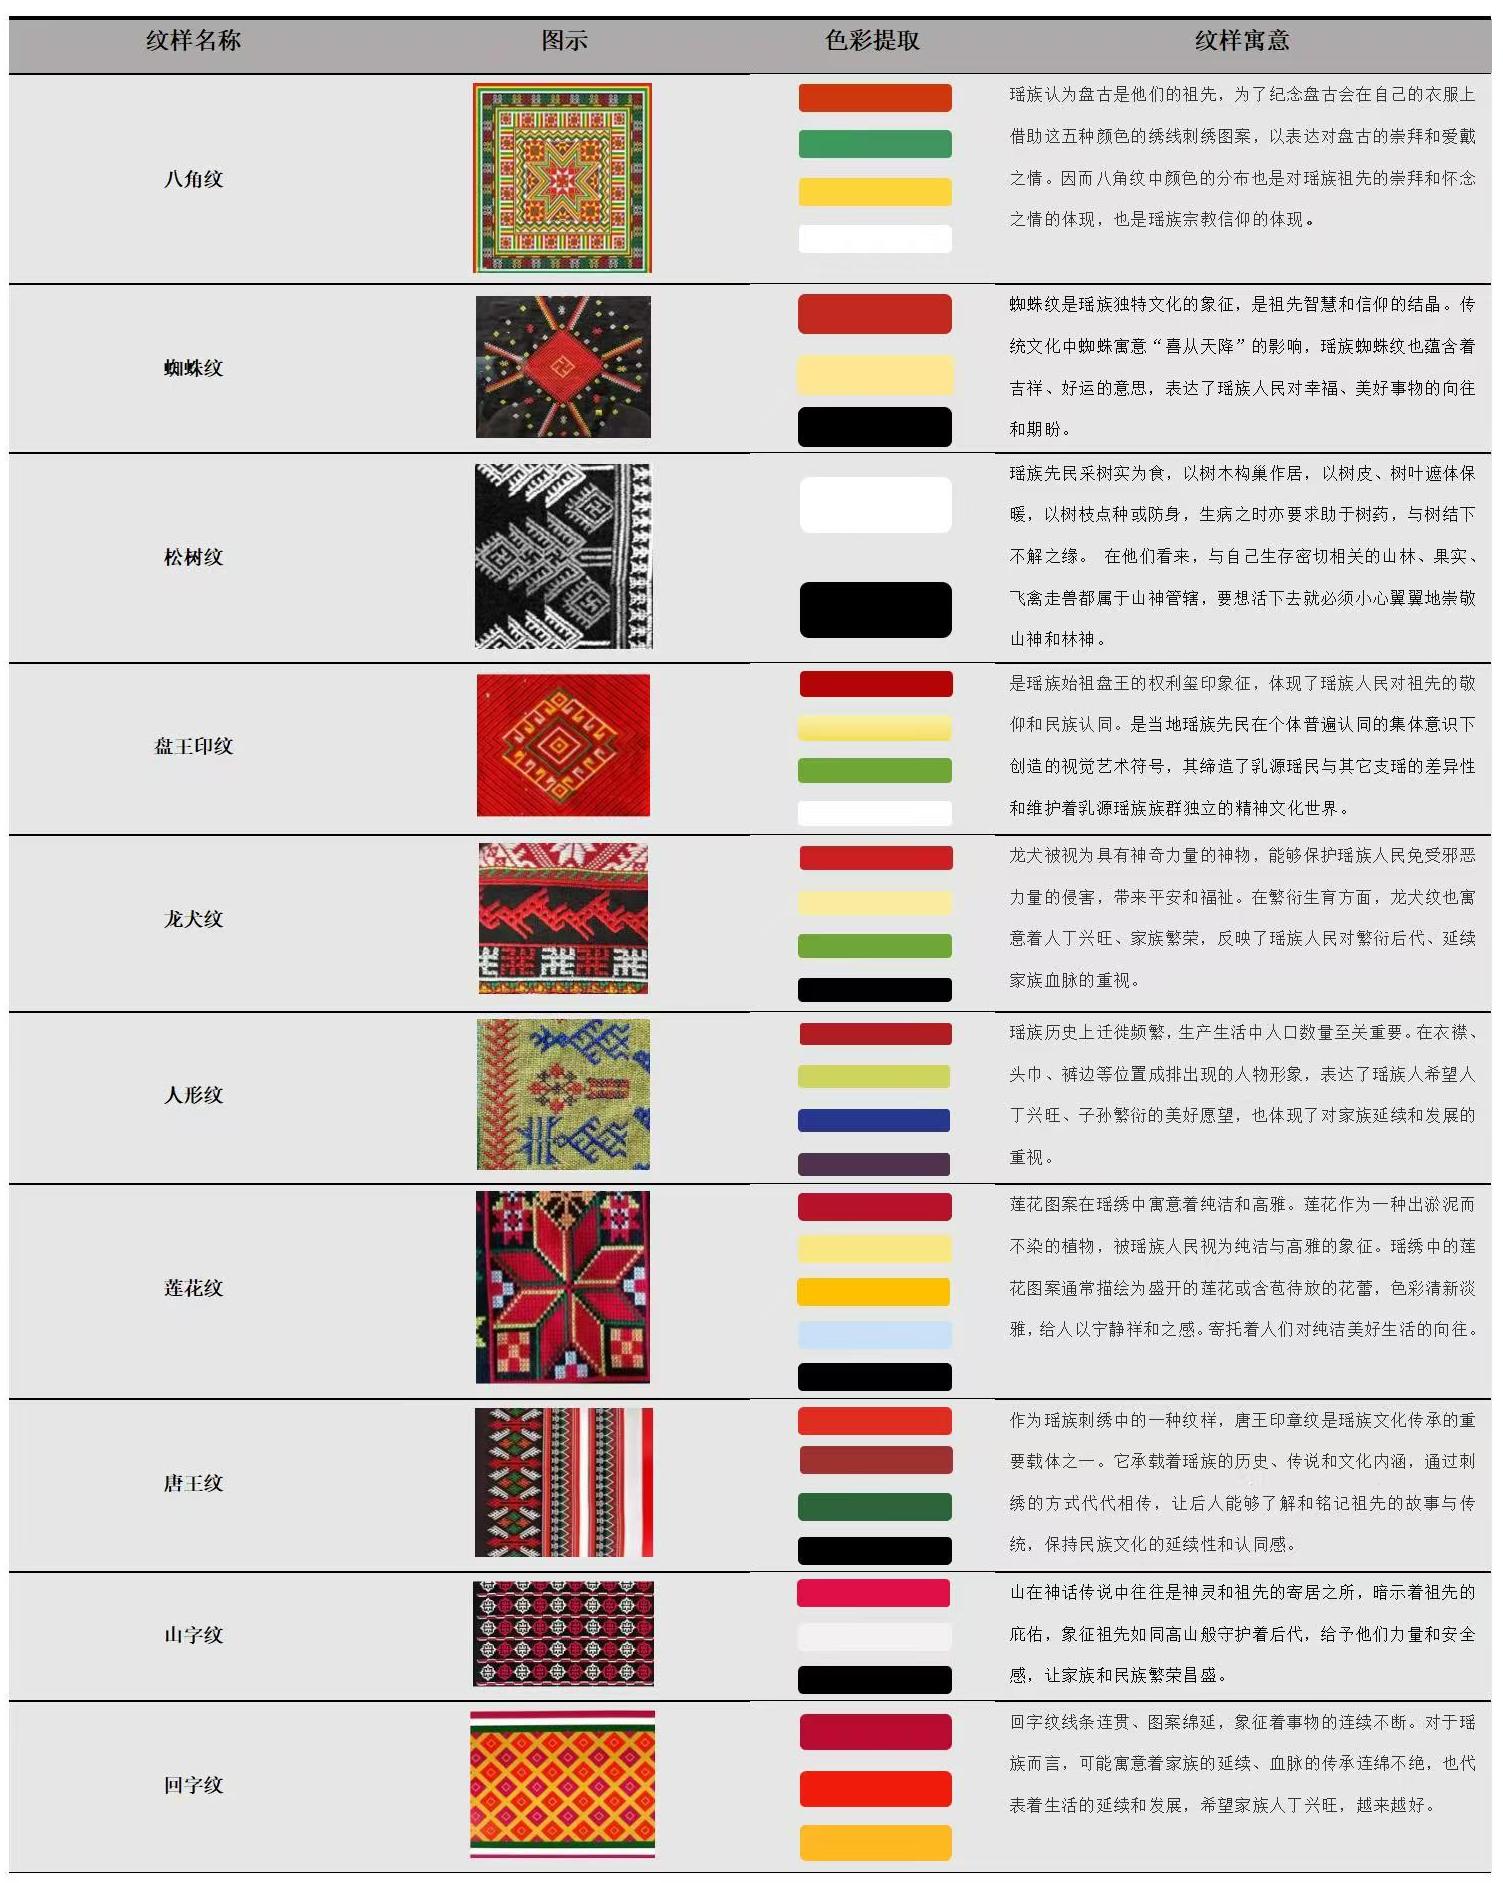 纹样名称 图示 色彩提取 纹样寓意
八角纹
瑶族认为盘古是他们的祖先，为了纪念盘古会在自己的衣服上
借助这五种颜色的绣线刺绣图案，以表达对盘古的崇拜和爱戴
之情。因而八角纹中颜色的分布也是对瑶族祖先的崇拜和怀念
之情的体现，也是瑶族宗教信仰的体现。
蜘蛛纹
蜘蛛纹是瑶族独特文化的象征，是祖先智慧和信仰的结晶。传
统文化中蜘蛛寓意“喜从天降”的影响，瑶族蜘蛛纹也蕴含着
吉祥、好运的意思，表达了瑶族人民对幸福、美好事物的向往
和期盼。
松树纹
瑶族先民采树实为食，以树木构巢作居，以树皮、树叶遮体保
暖，以树枝点种或防身，生病之时亦要求助于树药，与树结下
不解之缘。 在他们看来，与自己生存密切相关的山林、果实、
飞禽走兽都属于山神管辖，要想活下去就必须小心翼翼地崇敬
山神和林神。
盘王印纹
是瑶族始祖盘王的权利玺印象征，体现了瑶族人民对祖先的敬
仰和民族认同。是当地瑶族先民在个体普遍认同的集体意识下
创造的视觉艺术符号，其缔造了乳源瑶民与其它支瑶的差异性
和维护着乳源瑶族族群独立的精神文化世界。
龙犬纹
龙犬被视为具有神奇力量的神物，能够保护瑶族人民免受邪恶
力量的侵害，带来平安和福祉。在繁衍生育方面，龙犬纹也寓
意着人丁兴旺、家族繁荣，反映了瑶族人民对繁衍后代、延续
家族血脉的重视。
人形纹
瑶族历史上迁徙频繁，生产生活中人口数量至关重要。在衣襟、
头巾、裤边等位置成排出现的人物形象，表达了瑶族人希望人
丁兴旺、子孙繁衍的美好愿望，也体现了对家族延续和发展的
重视。
莲花纹
莲花图案在瑶绣中寓意着纯洁和高雅。莲花作为一种出淤泥而
不染的植物，被瑶族人民视为纯洁与高雅的象征。瑶绣中的莲
花图案通常描绘为盛开的莲花或含苞待放的花蕾，色彩清新淡
雅，给人以宁静祥和之感。寄托着人们对纯洁美好生活的向往。
唐王纹
作为瑶族刺绣中的一种纹样，唐王印章纹是瑶族文化传承的重
要载体之一。它承载着瑶族的历史、传说和文化内涵，通过刺
绣的方式代代相传，让后人能够了解和铭记祖先的故事与传
统，保持民族文化的延续性和认同感。
山字纹
山在神话传说中往往是神灵和祖先的寄居之所，暗示着祖先的
庇佑，象征祖先如同高山般守护着后代，给予他们力量和安全
感，让家族和民族繁荣昌盛。
回字纹
回字纹线条连贯、图案绵延，象征着事物的连续不断。对于瑶
族而言，可能寓意着家族的延续、血脉的传承连绵不绝，也代
表着生活的延续和发展，希望家族人丁兴旺，越来越好。